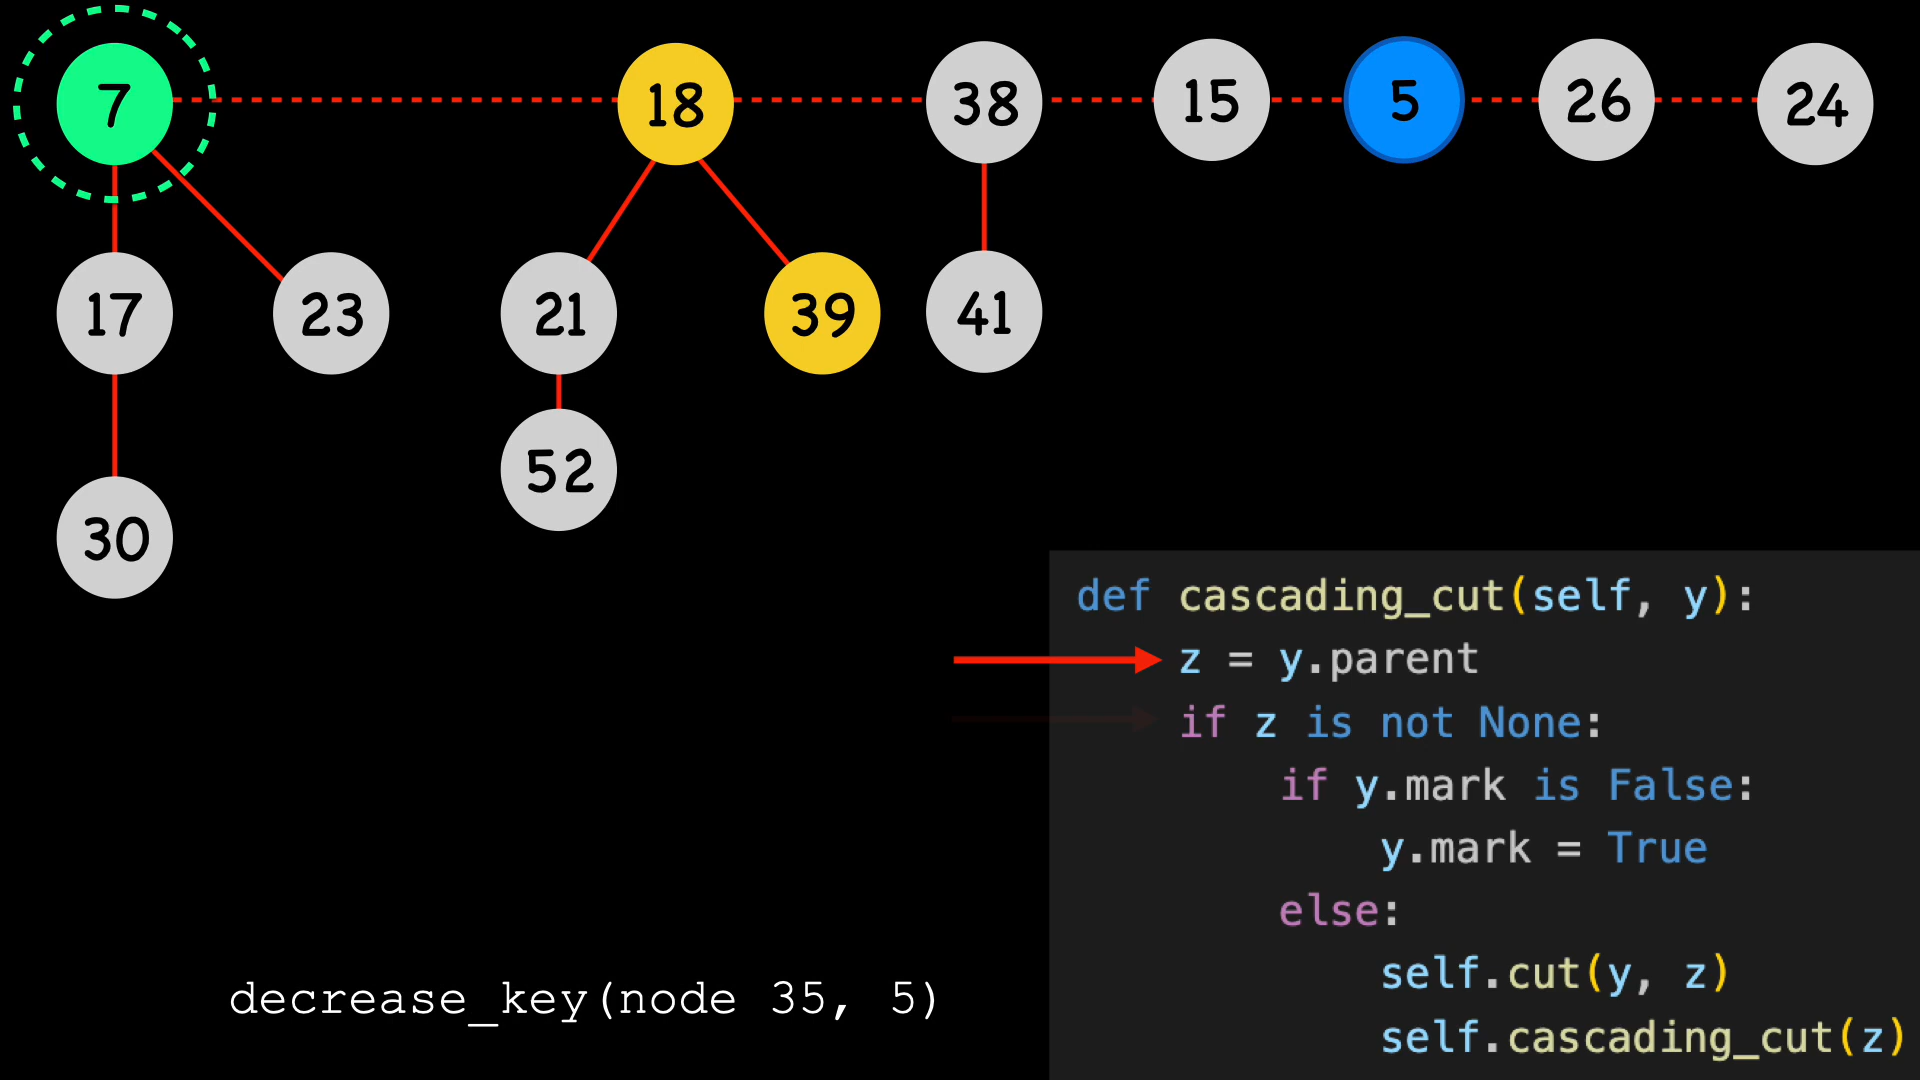 7 18 38 15 5 26 24
17 23 21 39 41
52
30
def cascading_cut(self, y):
z = y.parent
if z is not None:
if y.mark is False:
y.mark = True
else:
self.cut(y, z)
self.cascading_cut(z)
decrease_key(node 35, 5)